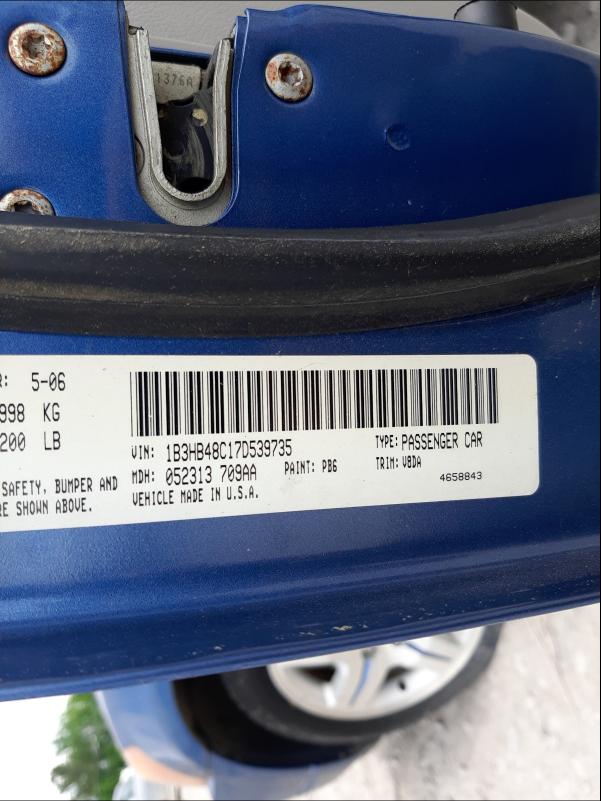 1376A
R: 5-06
998 KG
200 LB
SAFETY, BUMPER AND
RE SHOWN ABOVE.
VIN: 1B3HB48C17D539735
TYPE: PASSENGER CAR
MDH: 052313 709AA
PAINT: PB6
TRIM: V8DA
VEHICLE MADE IN U.S.A.
4658843